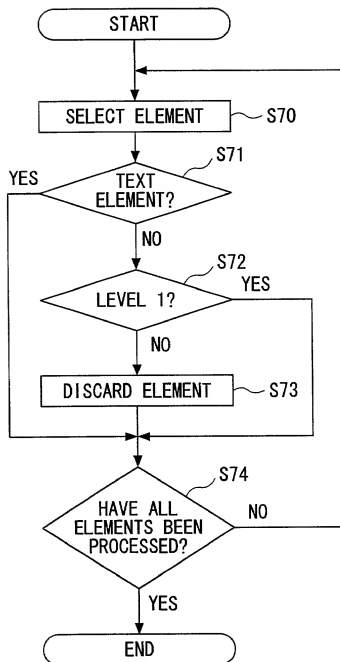 START
SELECT ELEMENT
S70
S71
YES
TEXT
ELEMENT?
NO
S72
YES
LEVEL 1?
NO
DISCARD ELEMENT
S73
S74
HAVE ALL
ELEMENTS BEEN
PROCESSED?
NO
YES
END